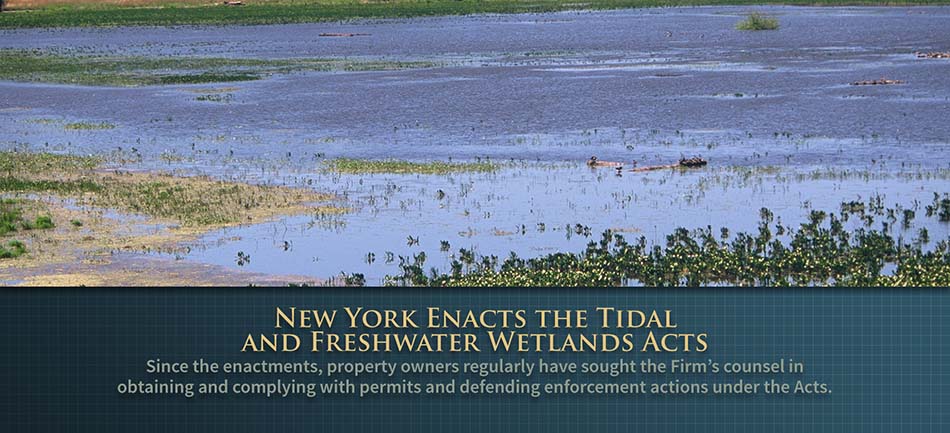 New York Enacts the Tidal
and Freshwater Wetlands Acts
Since the enactments, property owners regularly have sought the Firm's counsel in
obtaining and complying with permits and defending enforcement actions under the Acts.